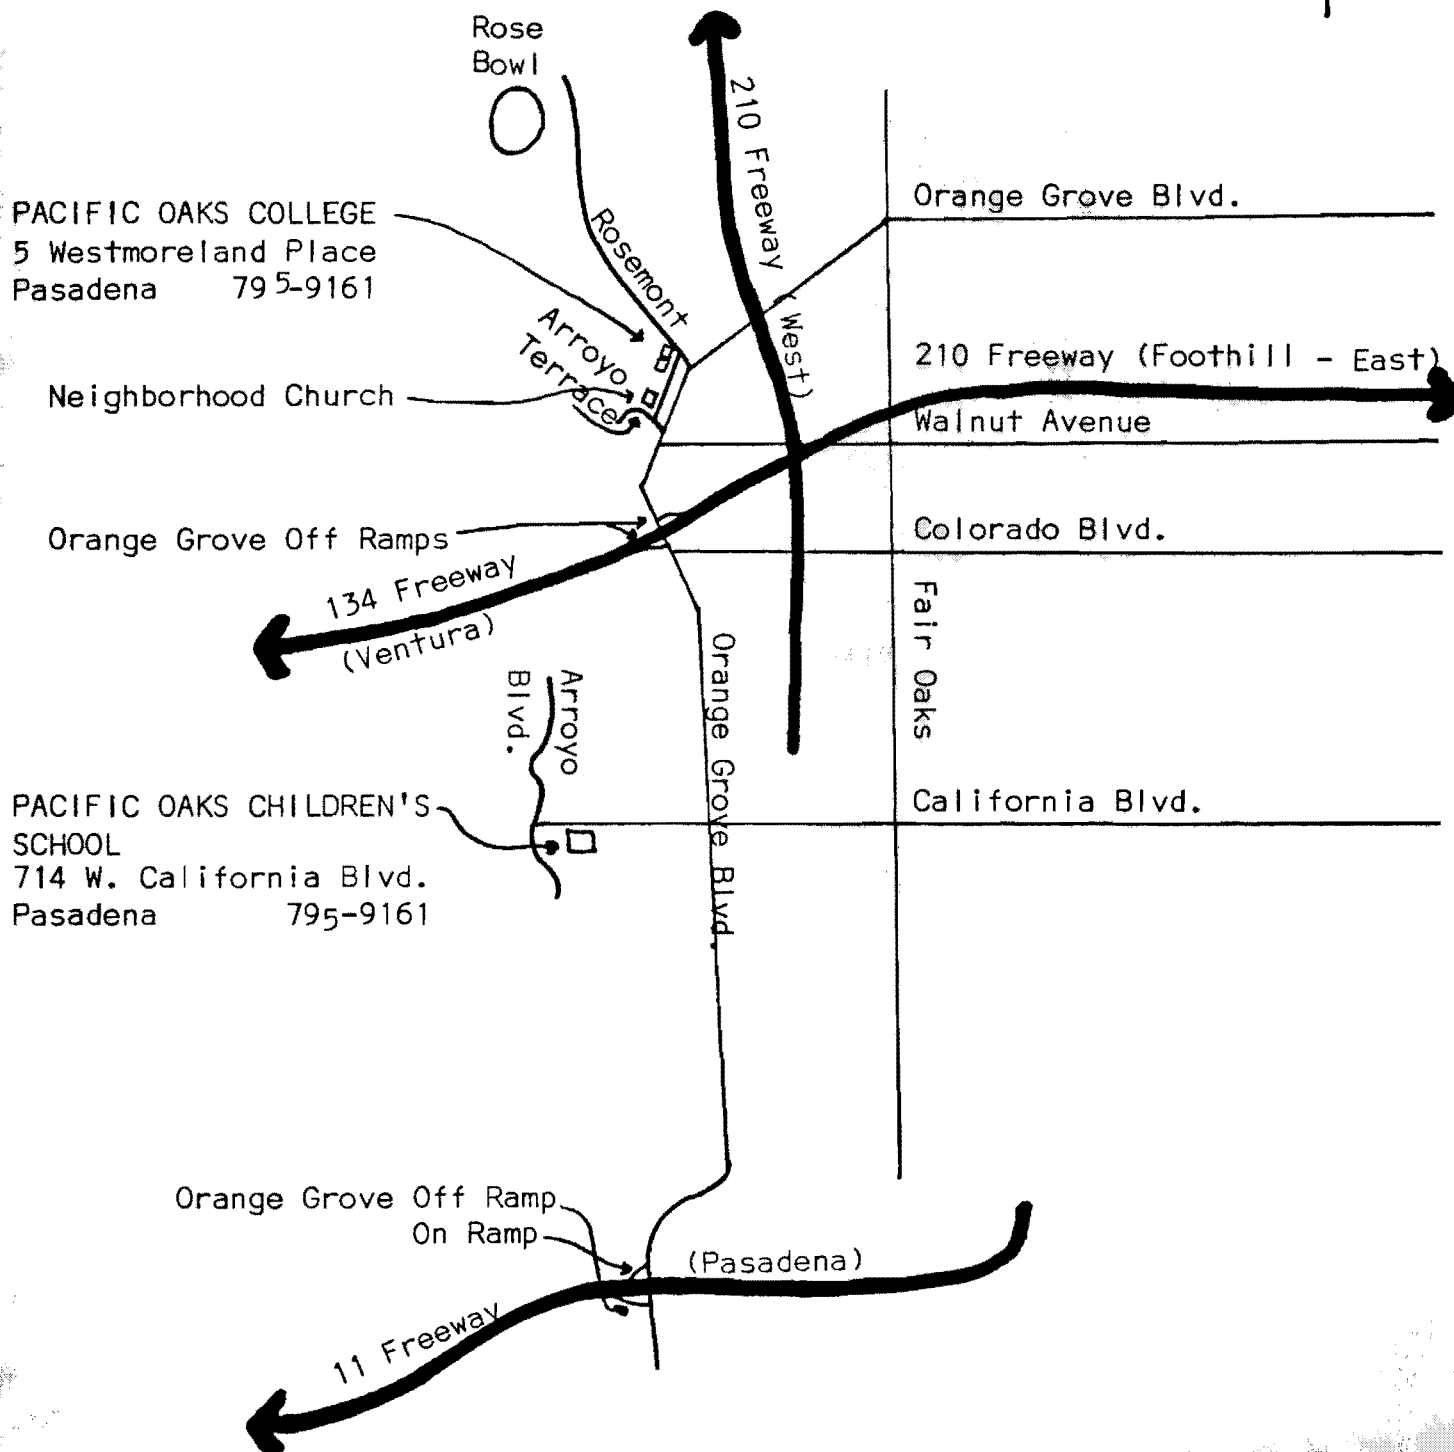 Rose
Bowl
210 Freeway (West)
Orange Grove Blvd.
PACIFIC OAKS COLLEGE
5 Westmoreland Place
Pasadena 795-9161
Rosemont
Arroyo
Terrace
210 Freeway (Foothill - East)
Neighborhood Church
Walnut Avenue
Orange Grove Off Ramps
Colorado Blvd.
134 Freeway
(Ventura)
Fair Oaks
Orange Grove Blvd.
Arroyo
Blvd.
PACIFIC OAKS CHILDREN'S
SCHOOL
714 W. California Blvd.
Pasadena 795-9161
California Blvd.
Orange Grove Off Ramp
On Ramp
(Pasadena)
11 Freeway